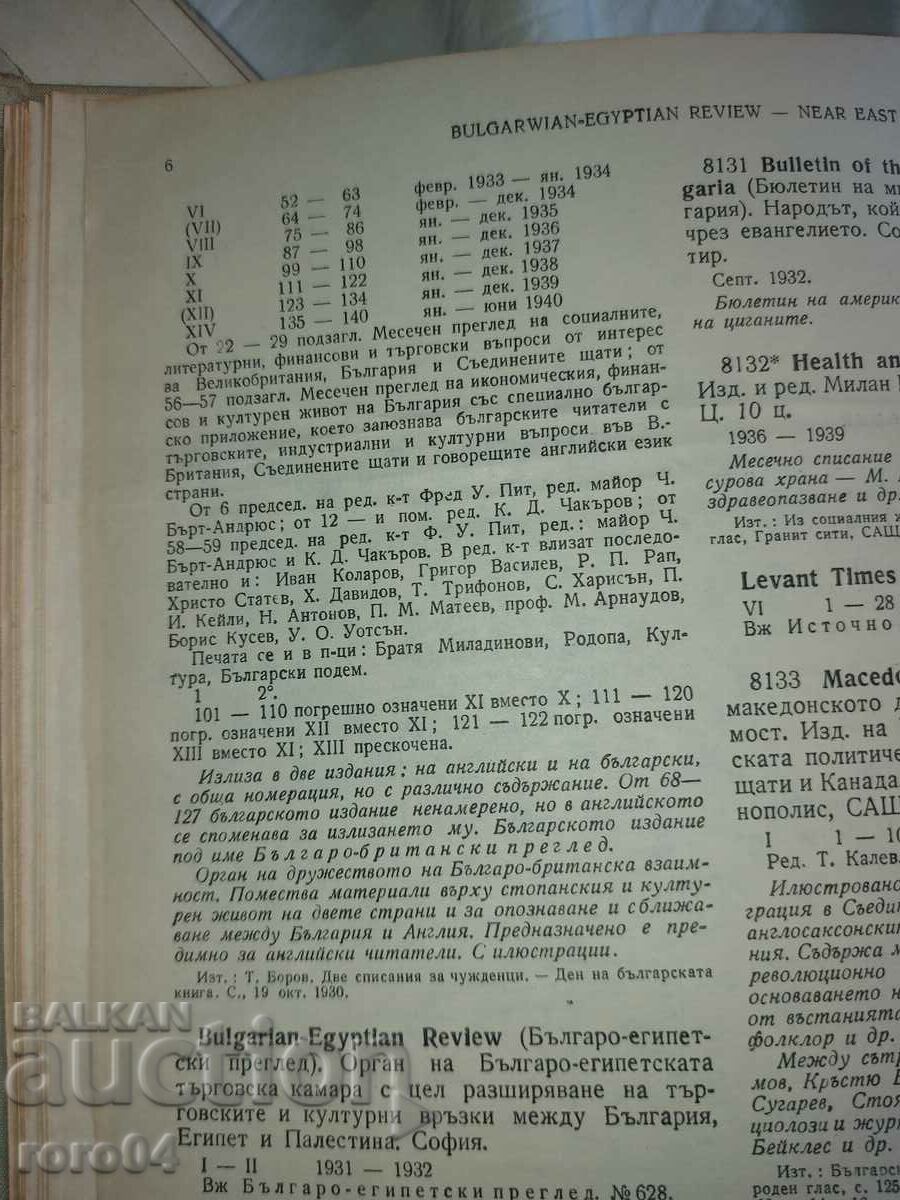 BULGARWIAN-EGYPTIAN REVIEW — NEAR EAST
6
VI 52 — 63 февр. 1933 — ян. 1934
(VII) 64 — 74 февр. — дек. 1934
VIII 75 — 86 ян. — дек. 1935
IX 87 — 98 ян. — дек. 1936
X 99 — 110 ян. — дек. 1937
XI 111 — 122 ян. — дек. 1938
(XII) 123 — 134 ян. — дек. 1939
XIV 135 — 140 ян. — юни 1940
От 22 — 29 подзагл. Месечен преглед на социалните,
литературни, финансови и търговски въпроси от интерес
за Великобритания, България и Съединените щати; от
56—57 подзагл. Месечен преглед на икономическия, финан-
сов и културен живот на България със специално българ-
ско приложение, което запознава българските читатели с
търговските, индустриални и културни въпроси във В.-
Британия, Съединените щати и говорещите английски език
страни.
От 6 председ. на ред. к-т Фред У. Пит, ред. майор Ч.
Бърт-Андрюс; от 12 — и пом. ред. К. Д. Чакъров; от
58—59 председ. на ред. к-т Ф. У. Пит, ред.: майор Ч.
Бърт-Андрюс и К. Д. Чакъров. В ред. к-т влизат последо-
вателно и: Иван Коларов, Григор Василев, Р. П. Рап,
Христо Статев, Х. Давидов, Т. Трифонов, С. Харисън, П.
И. Кейли, Н. Антонов, П. М. Матеев, проф. М. Арнаудов,
Борис Кусев, У. О. Уотсън.
Печата се и в п-ци: Братя Миладинови, Родопа, Кул-
тура, Български подем.
1 2°.
101 — 110 погрешно означени XI вместо X; 111 — 120
погр. означени XII вместо XI; 121 — 122 погр. означени
XIII вместо XI; XIII прескочена.
Излиза в две издания; на английски и на български,
с обща номерация, но с различно съдържание. От 68—
127 българското издание ненамерено, но в английското
се споменава за излизането му. Българското издание
под име Българо-британски преглед.
Орган на дружеството на Българо-британска взаим-
ност. Помества материали върху стопанския и култу-
рен живот на двете страни и за опознаване и сближа-
ване между България и Англия. Предназначено е пре-
димно за английски читатели. С илюстрации.
Изт.: Т. Боров. Две списания за чужденци. — Ден на българската
книга. С., 19 окт. 1930.
Bulgarian-Egyptian Review (Българо-египет-
ски преглед). Орган на Българо-египетската
търговска камара с цел разширяване на тър-
говските и културни връзки между България,
Египет и Палестина. София.
I — II 1931 — 1932
Вж Българо-египетски преглед. № 628.
8131 Bulletin of th
garia (Бюлетин на ми
гария). Народът, кой
чрез евангелието. Со
тир.
Септ. 1932.
Бюлетин на америк
на циганите.
8132* Health an
Изд. и ред. Милан
Ц. 10 ц.
1936 — 1939
Месечно списание
сурова храна — М.
здравеопазване и др.
Изт.: Из социалния ж
глас, Гранит сити, САЩ
Levant Times
VI 1 — 28
Вж Источно
8133 Macedo
македонското д
мост. Изд. на
ската политиче
щати и Канада
нополис, САЩ
I 1 — 10
Ред. Т. Калев
Илюстровано
грация в Съеди
англосаксонски
ния. Съдържа м
революционно
основаването н
от въстанията
фолклор и др.
Между сътр
мов, Кръстю
Сугарев, Стоя
циолози и журн
Бейклес и др.
Изт.: Българс
роден глас, с. 125
BALKAN
auction
roro04